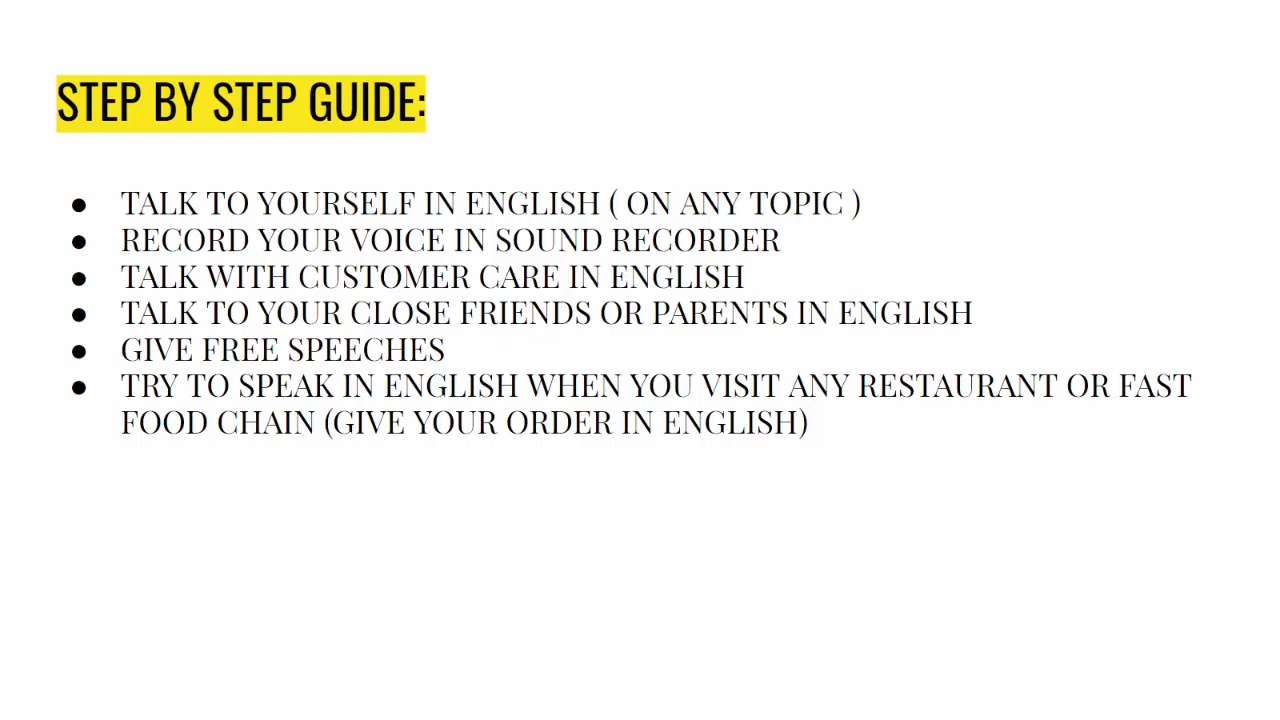 STEP BY STEP GUIDE:
● TALK TO YOURSELF IN ENGLISH ( ON ANY TOPIC )
● RECORD YOUR VOICE IN SOUND RECORDER
● TALK WITH CUSTOMER CARE IN ENGLISH
● TALK TO YOUR CLOSE FRIENDS OR PARENTS IN ENGLISH
● GIVE FREE SPEECHES
● TRY TO SPEAK IN ENGLISH WHEN YOU VISIT ANY RESTAURANT OR FAST
FOOD CHAIN (GIVE YOUR ORDER IN ENGLISH)